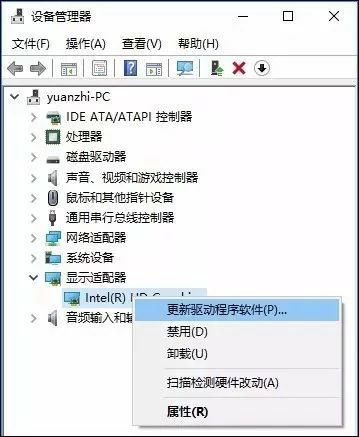 设备管理器
文件(F) 操作(A) 查看(V) 帮助(H)
yuanzhi-PC
IDE ATA/ATAPI 控制器
处理器
磁盘驱动器
声音、视频和游戏控制器
鼠标和其他指针设备
通用串行总线控制器
网络适配器
系统设备
显示适配器
Intel(R)
音频输入和
更新驱动程序软件(P)...
禁用(D)
卸载(U)
扫描检测硬件改动(A)
属性(R)